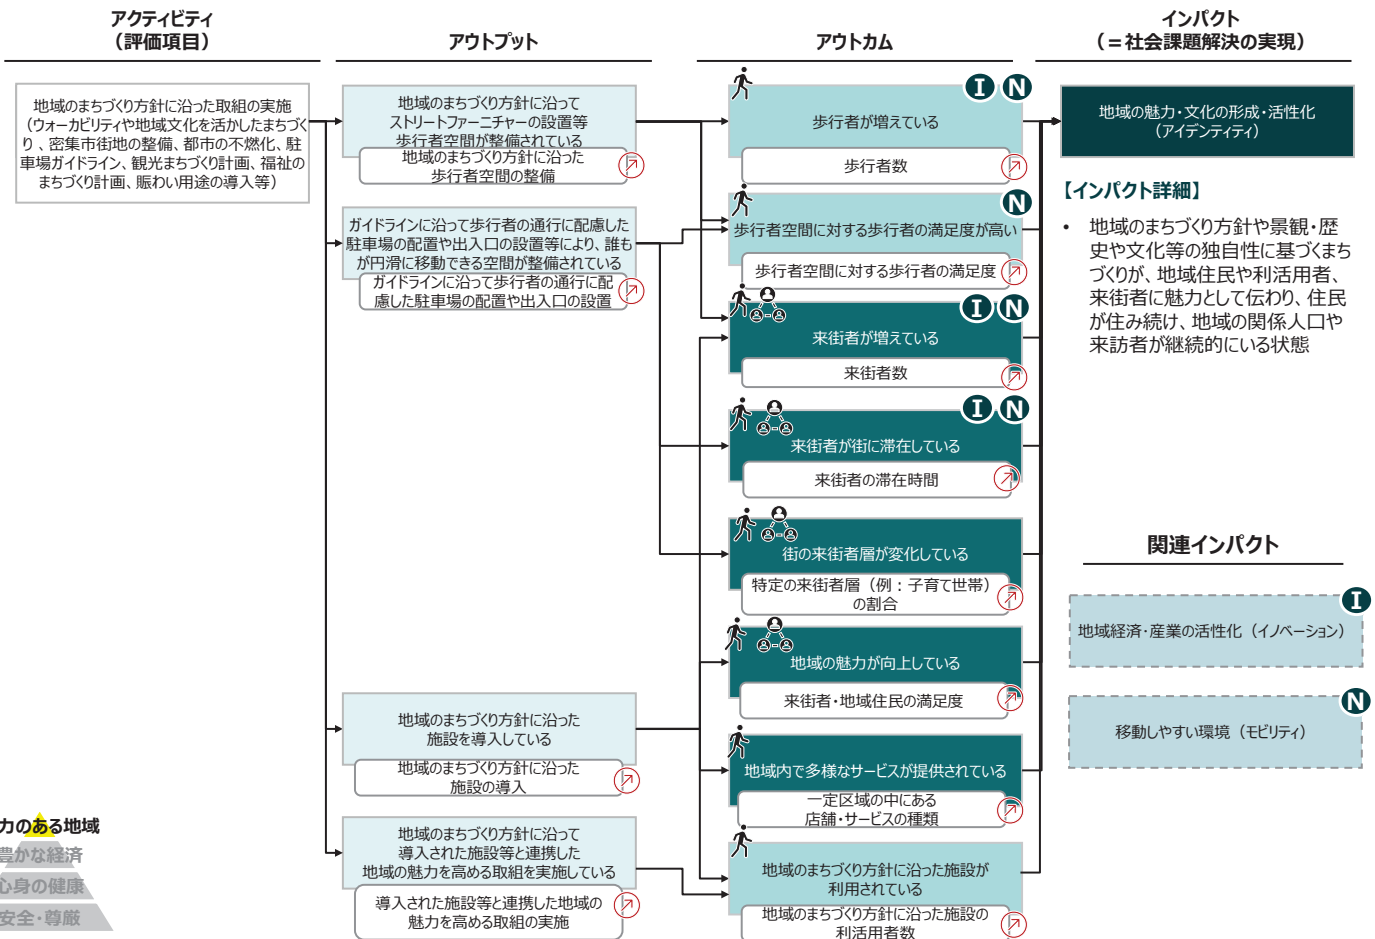 アクティビティ
（評価項目）
アウトプット
アウトカム
インパクト
（＝社会課題解決の実現）
地域のまちづくり方針に沿った取組の実施
（ウォーカビリティや地域文化を活かしたまちづく
り、密集市街地の整備、都市の不燃化、駐
車場ガイドライン、観光まちづくり計画、福祉の
まちづくり計画、賑わい用途の導入等）
地域のまちづくり方針に沿って
ストリートファーニチャーの設置等
歩行者空間が整備されている
地域のまちづくり方針に沿った
歩行者空間の整備
ガイドラインに沿って歩行者の通行に配慮した
駐車場の配置や出入口の設置等により、誰も
が円滑に移動できる空間が整備されている
ガイドラインに沿って歩行者の通行に配
慮した駐車場の配置や出入口の設置
地域のまちづくり方針に沿った
施設を導入している
地域のまちづくり方針に沿った
施設の導入
地域のまちづくり方針に沿って
導入された施設等と連携した
地域の魅力を高める取組を実施している
導入された施設等と連携した地域の
魅力を高める取組の実施
I N
歩行者が増えている
歩行者数
N
歩行者空間に対する歩行者の満足度が高い
歩行者空間に対する歩行者の満足度
I N
来街者が増えている
来街者数
I N
来街者が街に滞在している
来街者の滞在時間
街の来街者層が変化している
特定の来街者層（例：子育て世帯）
の割合
地域の魅力が向上している
来街者・地域住民の満足度
地域内で多様なサービスが提供されている
一定区域の中にある
店舗・サービスの種類
地域のまちづくり方針に沿った施設が
利用されている
地域のまちづくり方針に沿った施設の
利活用者数
地域の魅力・文化の形成・活性化
（アイデンティティ）
【インパクト詳細】
• 地域のまちづくり方針や景観・歴
史や文化等の独自性に基づくまち
づくりが、地域住民や利活用者、
来街者に魅力として伝わり、住民
が住み続け、地域の関係人口や
来訪者が継続的にいる状態
関連インパクト
I
地域経済・産業の活性化（イノベーション）
N
移動しやすい環境（モビリティ）
力のある地域
豊かな経済
心身の健康
安全・尊厳